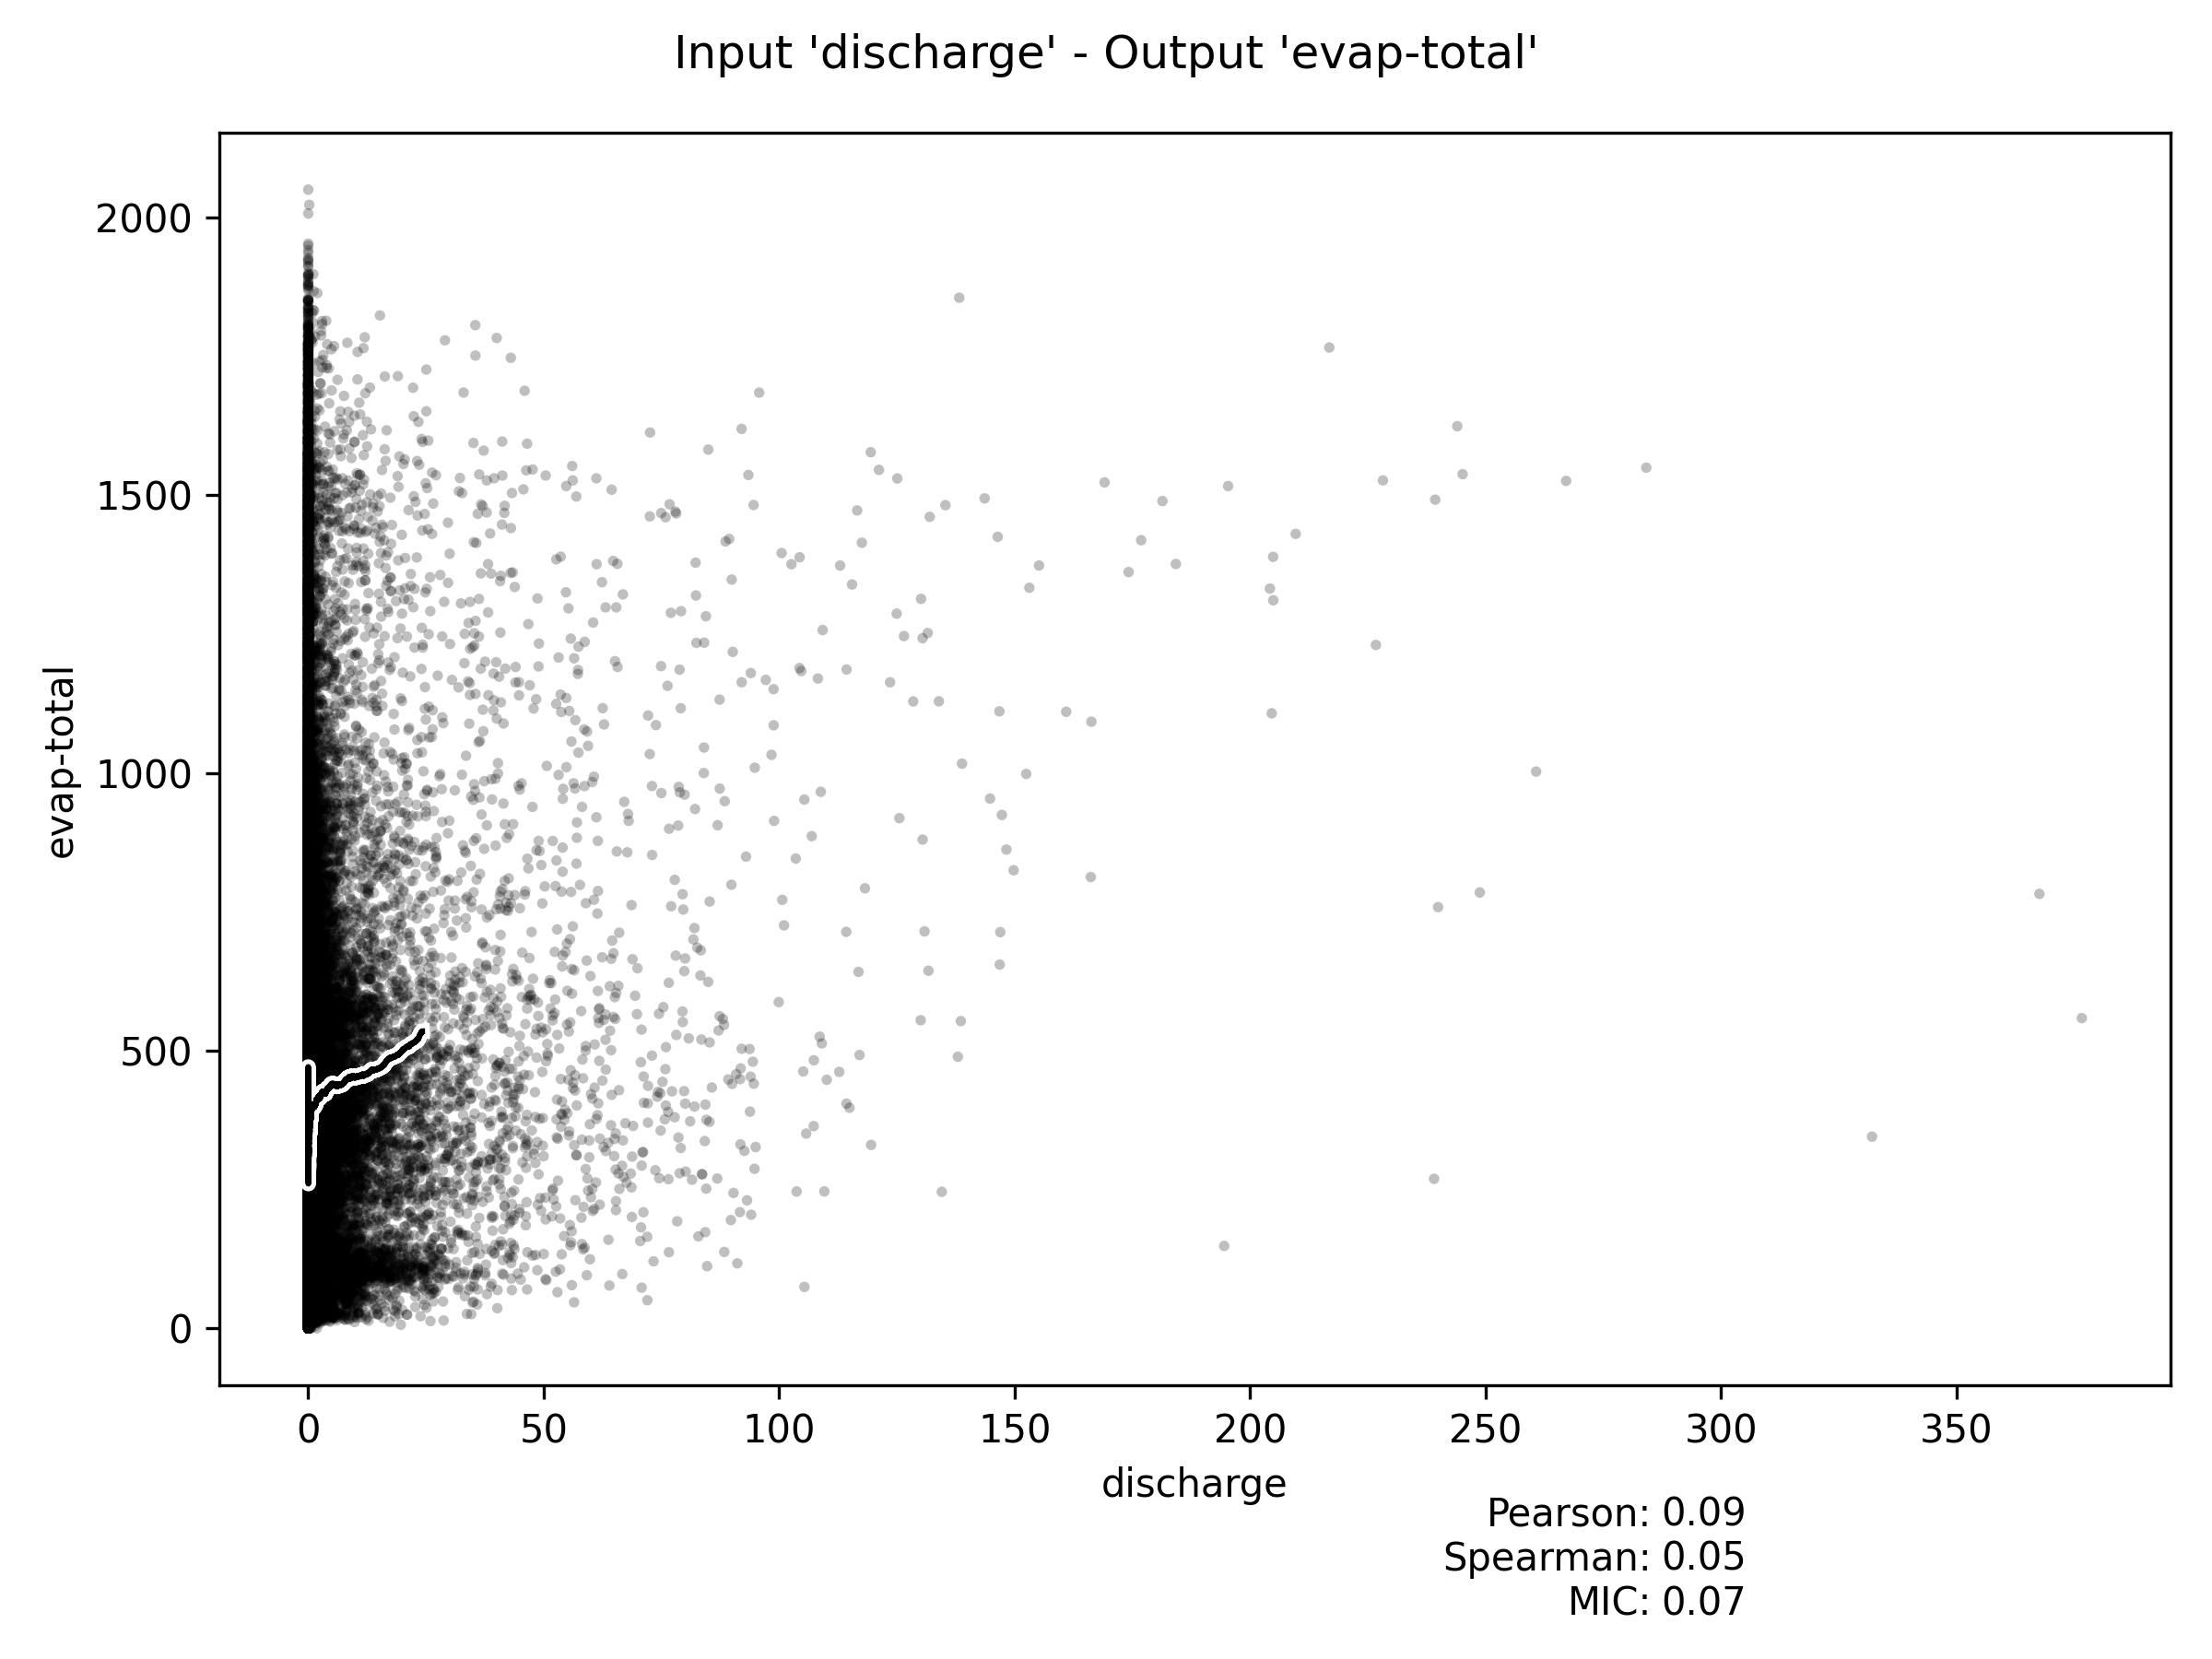 Input 'discharge' - Output 'evap-total'
2000
1500
1000
500
0
evap-total
0 50 100 150 200 250 300 350
discharge
Pearson: 0.09
Spearman: 0.05
MIC: 0.07